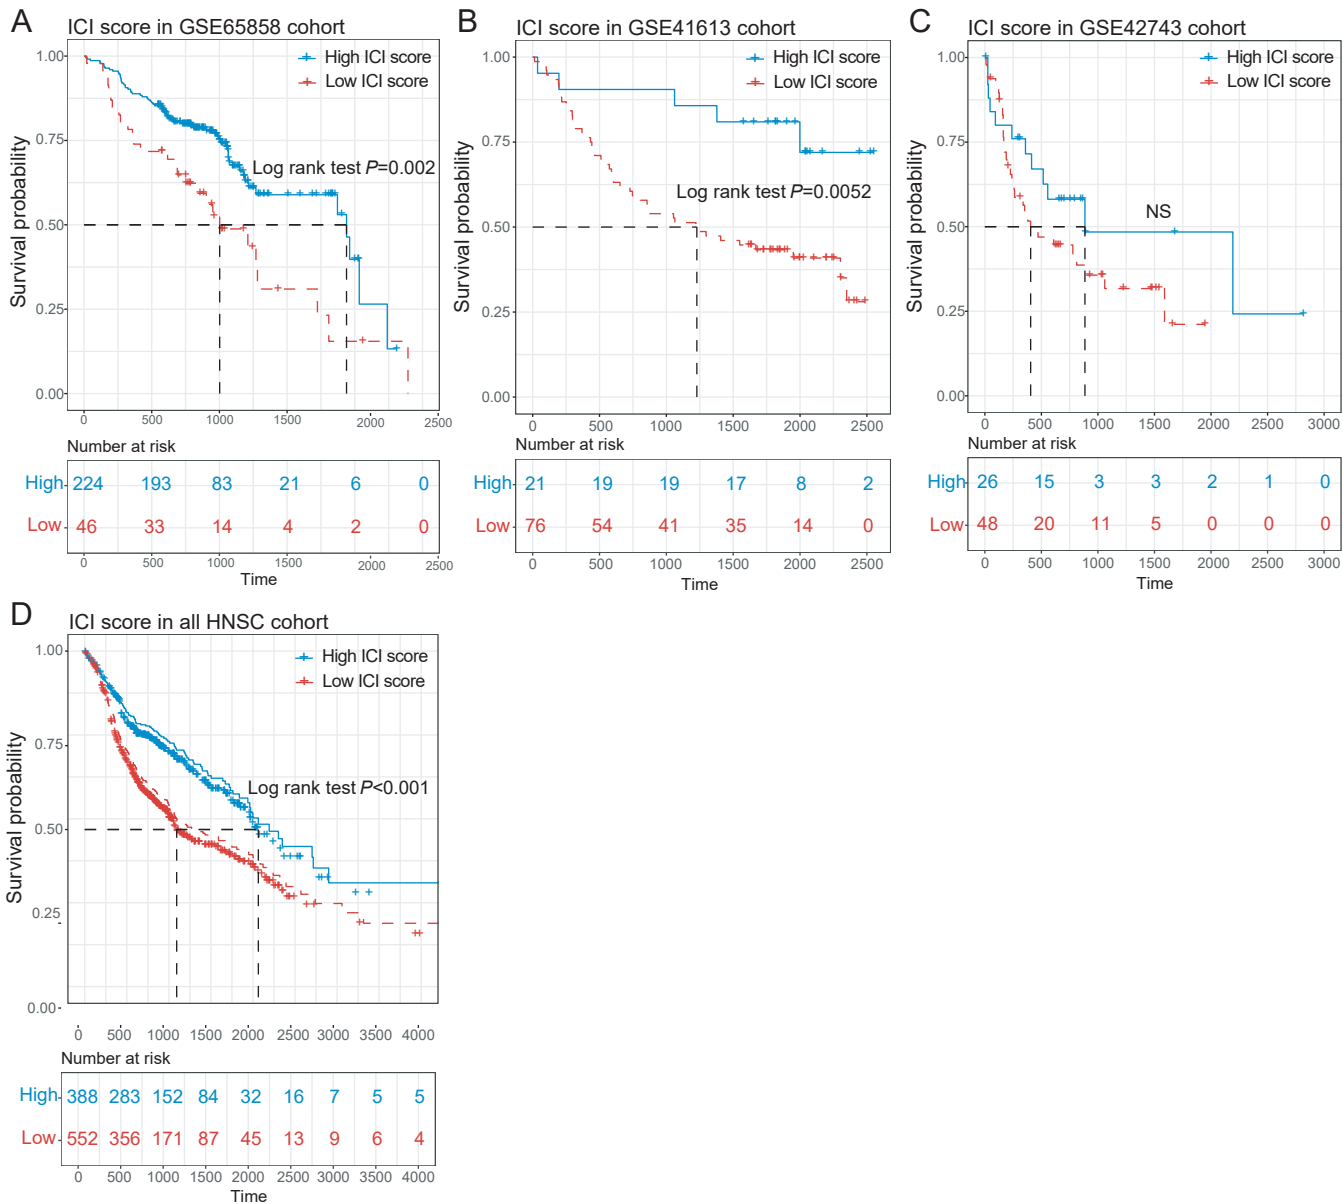 A
ICI score in GSE65858 cohort
High ICI score
Low ICI score
Log rank test P=0.002
Survival probability
1.00
0.75
0.50
0.25
0.00
0 500 1000 1500 2000 2500
Number at risk
High 224 193 83 21 6 0
Low 46 33 14 4 2 0
0 500 1000 1500 2000 2500
Time
B
ICI score in GSE41613 cohort
High ICI score
Low ICI score
Log rank test P=0.0052
Survival probability
1.00
0.75
0.50
0.25
0.00
0 500 1000 1500 2000 2500
Number at risk
High 21 19 19 17 8 2
Low 76 54 41 35 14 0
0 500 1000 1500 2000 2500
Time
C
ICI score in GSE42743 cohort
High ICI score
Low ICI score
NS
Survival probability
1.00
0.75
0.50
0.25
0.00
0 500 1000 1500 2000 2500 3000
Number at risk
High 26 15 3 3 2 1 0
Low 48 20 11 5 0 0 0
0 500 1000 1500 2000 2500 3000
Time
D
ICI score in all HNSC cohort
High ICI score
Low ICI score
Log rank test P<0.001
Survival probability
1.00
0.75
0.50
0.25
0.00
0 500 1000 1500 2000 2500 3000 3500 4000
Number at risk
High 388 283 152 84 32 16 7 5 5
Low 552 356 171 87 45 13 9 6 4
0 500 1000 1500 2000 2500 3000 3500 4000
Time